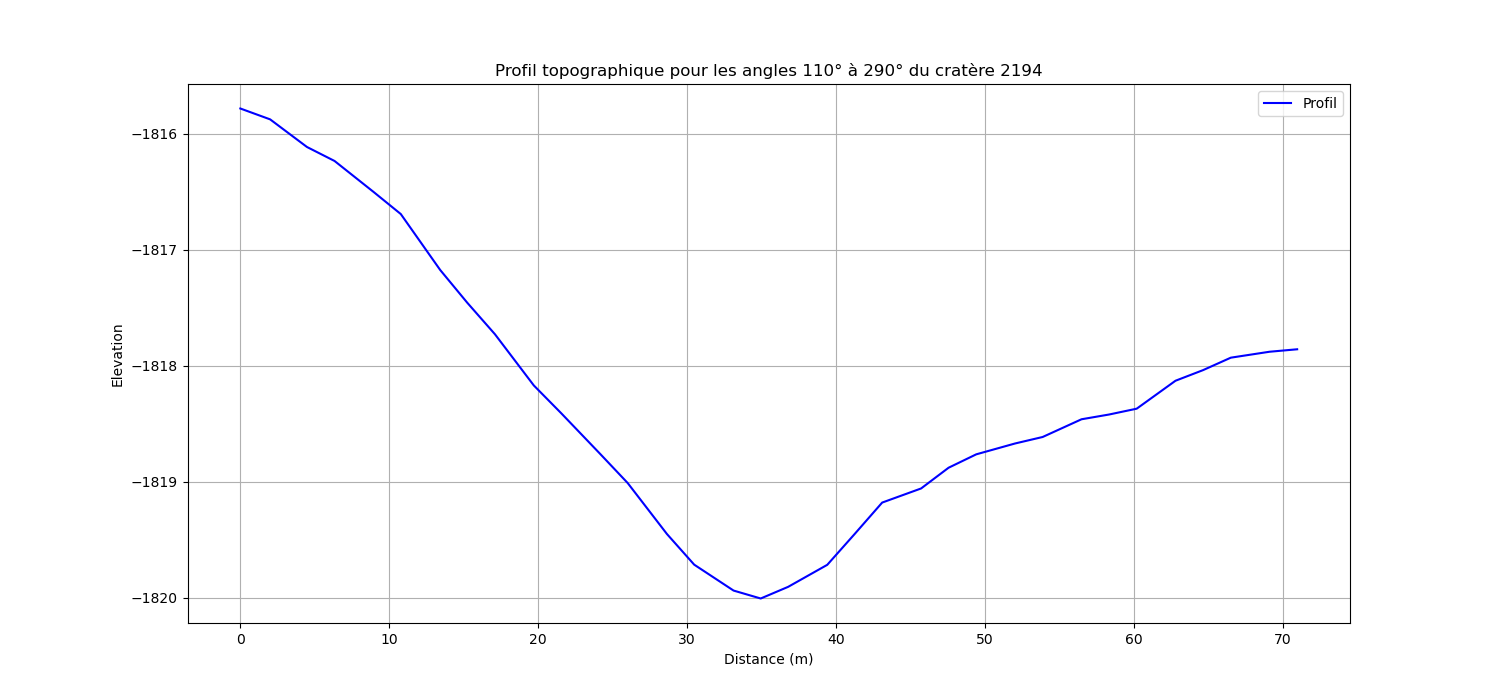 Profil topographique pour les angles 110° à 290° du cratère 2194
Profil
−1816
−1817
−1818
−1819
−1820
Elevation
0 10 20 30 40 50 60 70
Distance (m)